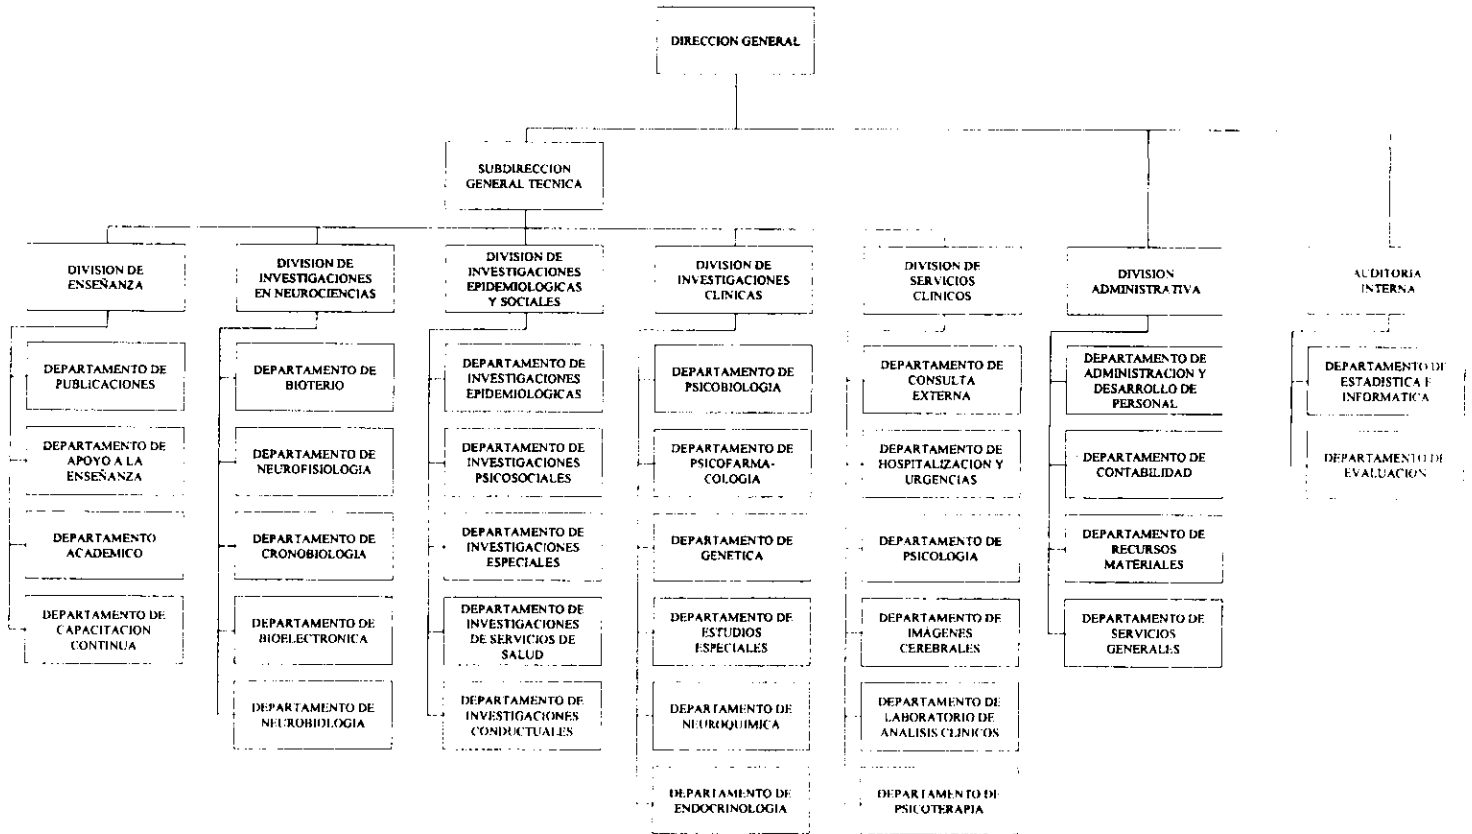 DIRECCION GENERAL
SUBDIRECCION
GENERAL TECNICA
DIVISION DE
ENSEÑANZA
DIVISION DE
INVESTIGACIONES
EN NEUROCIENCIAS
DIVISION DE
INVESTIGACIONES
EPIDEMIOLOGICAS
Y SOCIALES
DIVISION DE
INVESTIGACIONES
CLINICAS
DIVISION DE
SERVICIOS
CLINICOS
DIVISION
ADMINISTRATIVA
AUDITORIA
INTERNA
DEPARTAMENTO DE
PUBLICACIONES
DEPARTAMENTO DE
APOYO A LA
ENSEÑANZA
DEPARTAMENTO
ACADEMICO
DEPARTAMENTO DE
CAPACITACION
CONTINUA
DEPARTAMENTO DE
BIOTERIO
DEPARTAMENTO DE
NEUROFISIOLOGIA
DEPARTAMENTO DE
CRONOBIOLOGIA
DEPARTAMENTO DE
BIOELECTRONICA
DEPARTAMENTO DE
NEUROBIOLOGIA
DEPARTAMENTO DE
INVESTIGACIONES
EPIDEMIOLOGICAS
DEPARTAMENTO DE
INVESTIGACIONES
PSICOSOCIALES
DEPARTAMENTO DE
INVESTIGACIONES
ESPECIALES
DEPARTAMENTO DE
INVESTIGACIONES
DE SERVICIOS DE
SALUD
DEPARTAMENTO DE
INVESTIGACIONES
CONDUCTUALES
DEPARTAMENTO DE
PSICOBIOLOGIA
DEPARTAMENTO DE
PSICOFARMA-
COLOGIA
DEPARTAMENTO DE
GENETICA
DEPARTAMENTO DE
ESTUDIOS
ESPECIALES
DEPARTAMENTO DE
NEUROQUIMICA
DEPARTAMENTO DE
ENDOCRINOLOGIA
DEPARTAMENTO DE
CONSULTA
EXTERNA
DEPARTAMENTO DE
HOSPITALIZACION Y
URGENCIAS
DEPARTAMENTO DE
PSICOLOGIA
DEPARTAMENTO DE
IMÁGENES
CEREBRALES
DEPARTAMENTO DE
LABORATORIO DE
ANALISIS CLINICOS
DEPARTAMENTO DE
PSICOTERAPIA
DEPARTAMENTO DE
ADMINISTRACION Y
DESARROLLO DE
PERSONAL
DEPARTAMENTO DE
CONTABILIDAD
DEPARTAMENTO DE
RECURSOS
MATERIALES
DEPARTAMENTO DE
SERVICIOS
GENERALES
DEPARTAMENTO DE
ESTADISTICA E
INFORMATICA
DEPARTAMENTO DE
EVALUACION